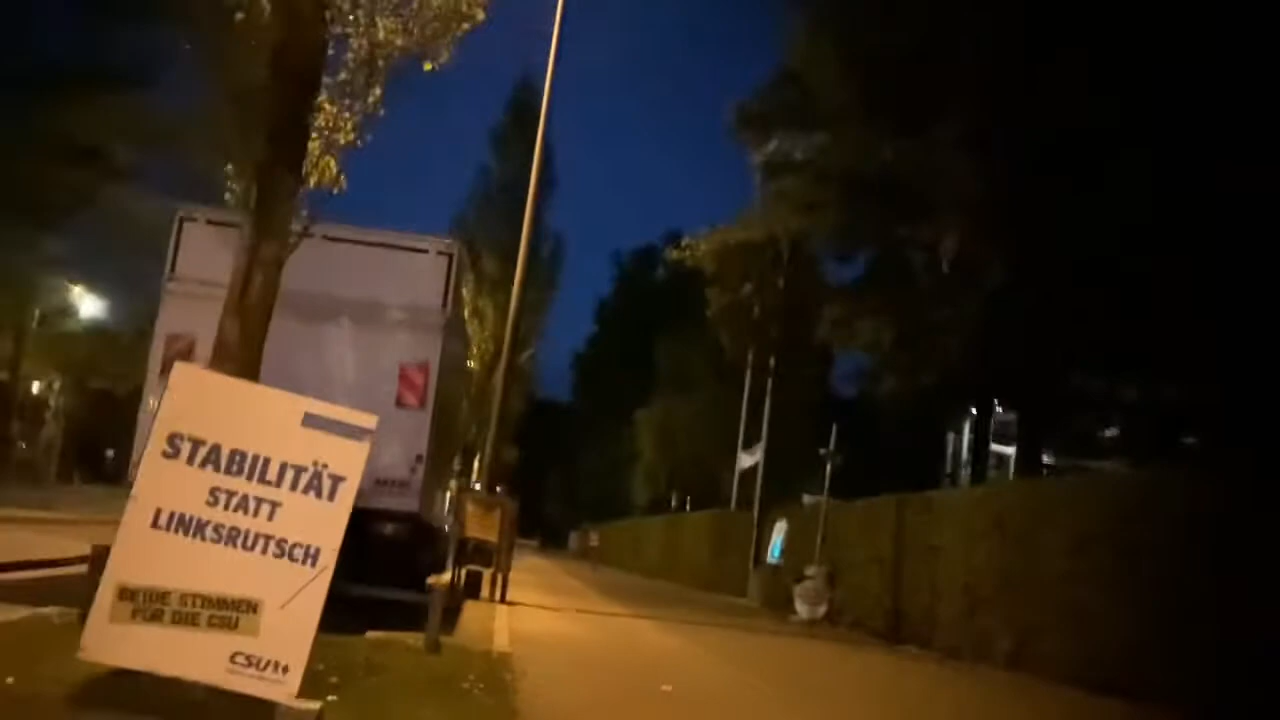 STABILITÄT
STATT
LINKSRUTSCH
BEIDE STIMMEN
FÜR DIE CSU
CSU